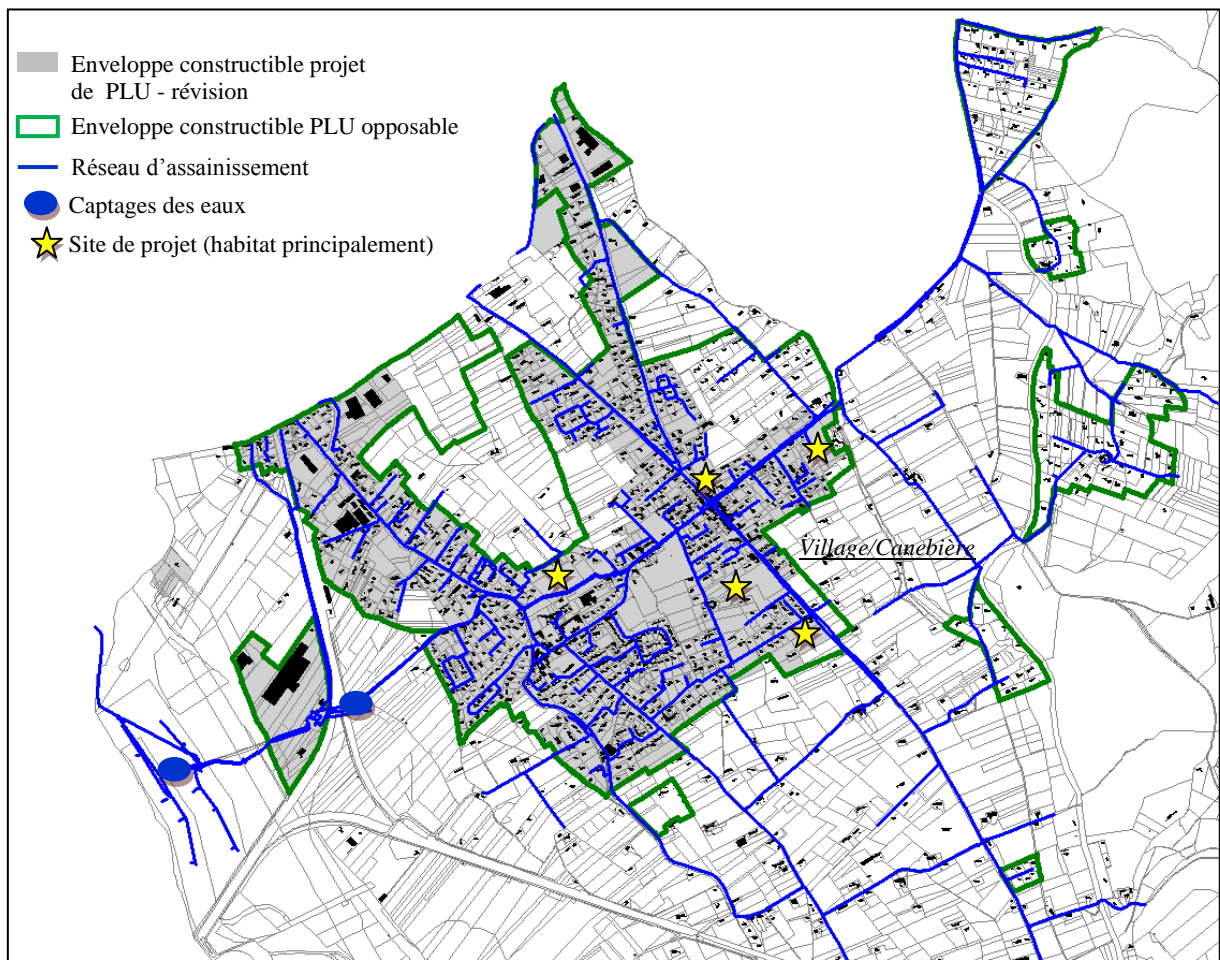 Enveloppe constructible projet
de PLU - révision
Enveloppe constructible PLU opposable
Réseau d’assainissement
Captages des eaux
Site de projet (habitat principalement)
Village/Canebière